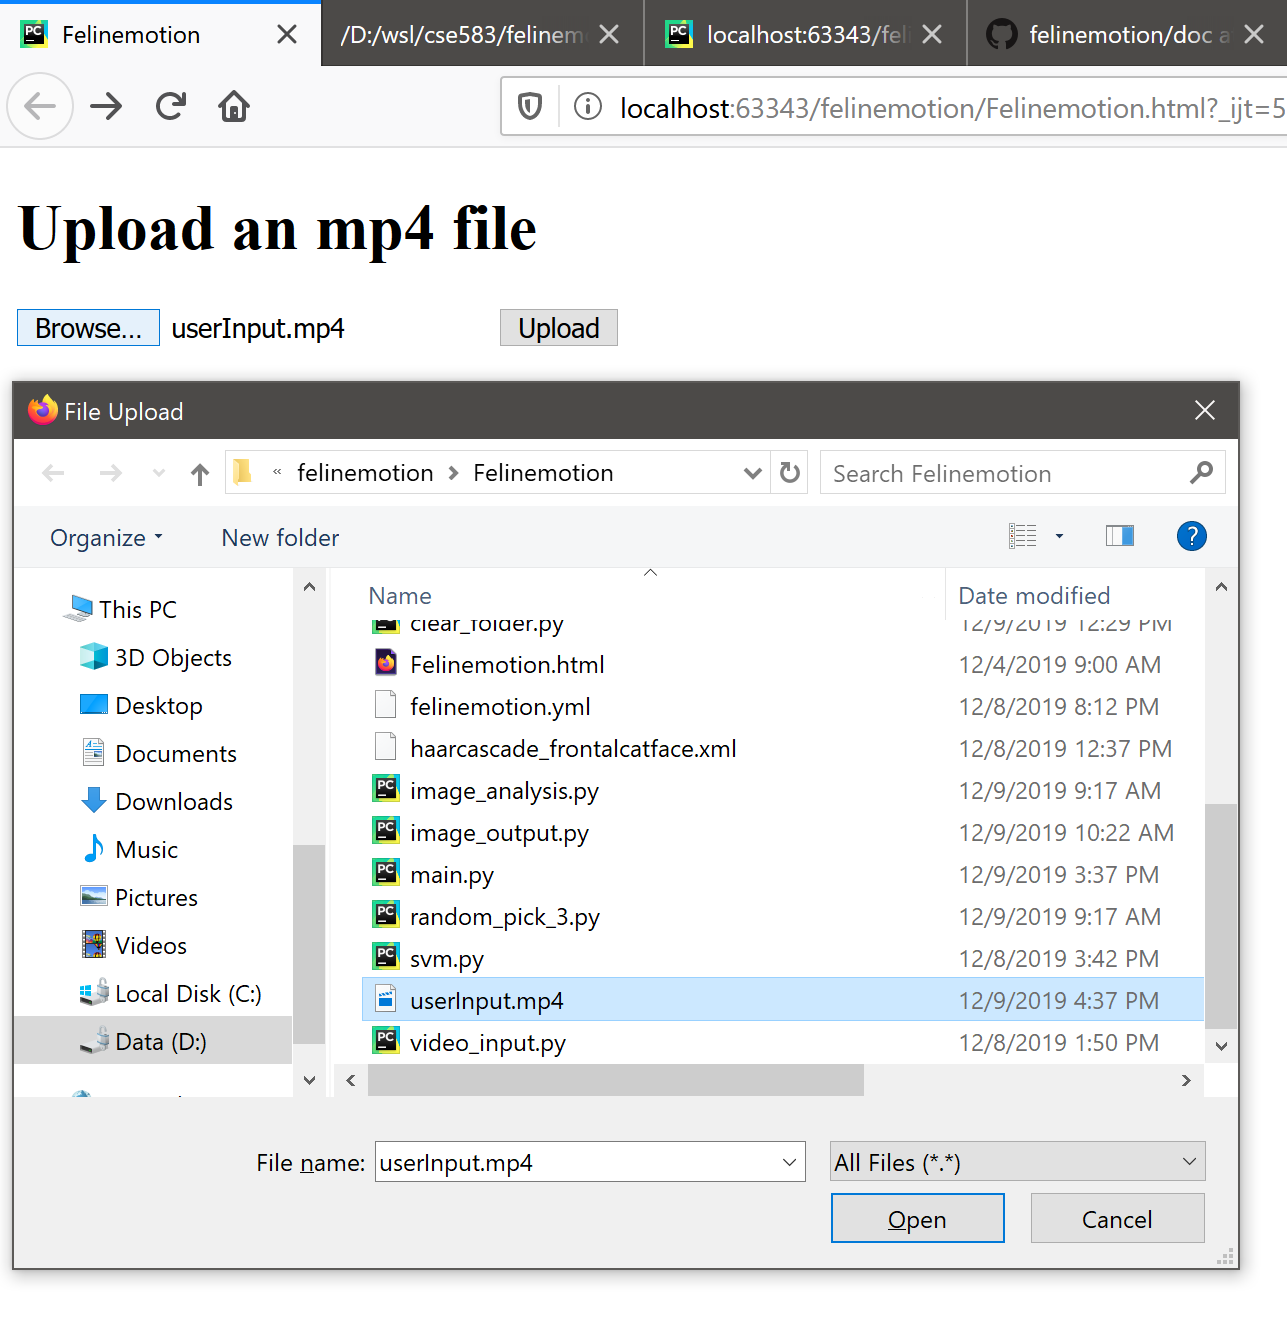 Felinemotion
/D:/wsl/cse583/felinem
localhost:63343/fel
felinemotion/doc a
localhost:63343/felinemotion/Felinemotion.html?_ijt=5
Upload an mp4 file
Browse... userInput.mp4 Upload
File Upload
« felinemotion > Felinemotion
Search Felinemotion
Organize New folder ?
This PC
3D Objects
Desktop
Documents
Downloads
Music
Pictures
Videos
Local Disk (C:)
Data (D:)
Name Date modified
clear_folder.py 12/9/2019 12:29 PM
Felinemotion.html 12/4/2019 9:00 AM
felinemotion.yml 12/8/2019 8:12 PM
haarcascade_frontalcatface.xml 12/8/2019 12:37 PM
image_analysis.py 12/9/2019 9:17 AM
image_output.py 12/9/2019 10:22 AM
main.py 12/9/2019 3:37 PM
random_pick_3.py 12/9/2019 9:17 AM
svm.py 12/8/2019 3:42 PM
userInput.mp4 12/9/2019 4:37 PM
video_input.py 12/8/2019 1:50 PM
File name: userInput.mp4 All Files (*.*)
Open Cancel